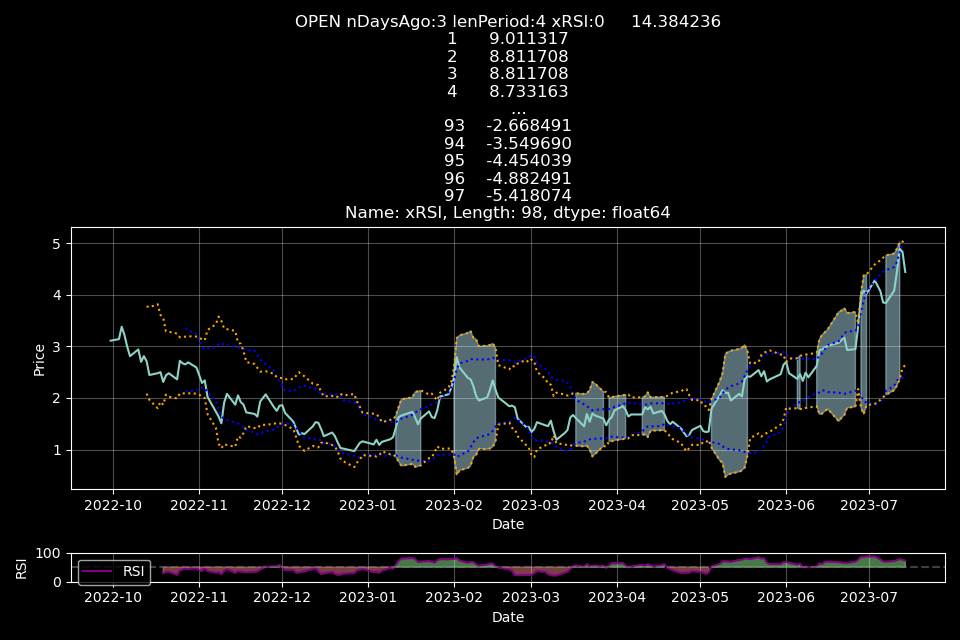 OPEN nDaysAgo:3 lenPeriod:4 xRSI:0 14.384236
1 9.011317
2 8.811708
3 8.811708
4 8.733163
...
93 -2.668491
94 -3.549690
95 -4.454039
96 -4.882491
97 -5.418074
Name: xRSI, Length: 98, dtype: float64
5
4
3
2
1
Price
2022-10 2022-11 2022-12 2023-01 2023-02 2023-03 2023-04 2023-05 2023-06 2023-07
Date
100
0
RSI
RSI
2022-10 2022-11 2022-12 2023-01 2023-02 2023-03 2023-04 2023-05 2023-06 2023-07
Date